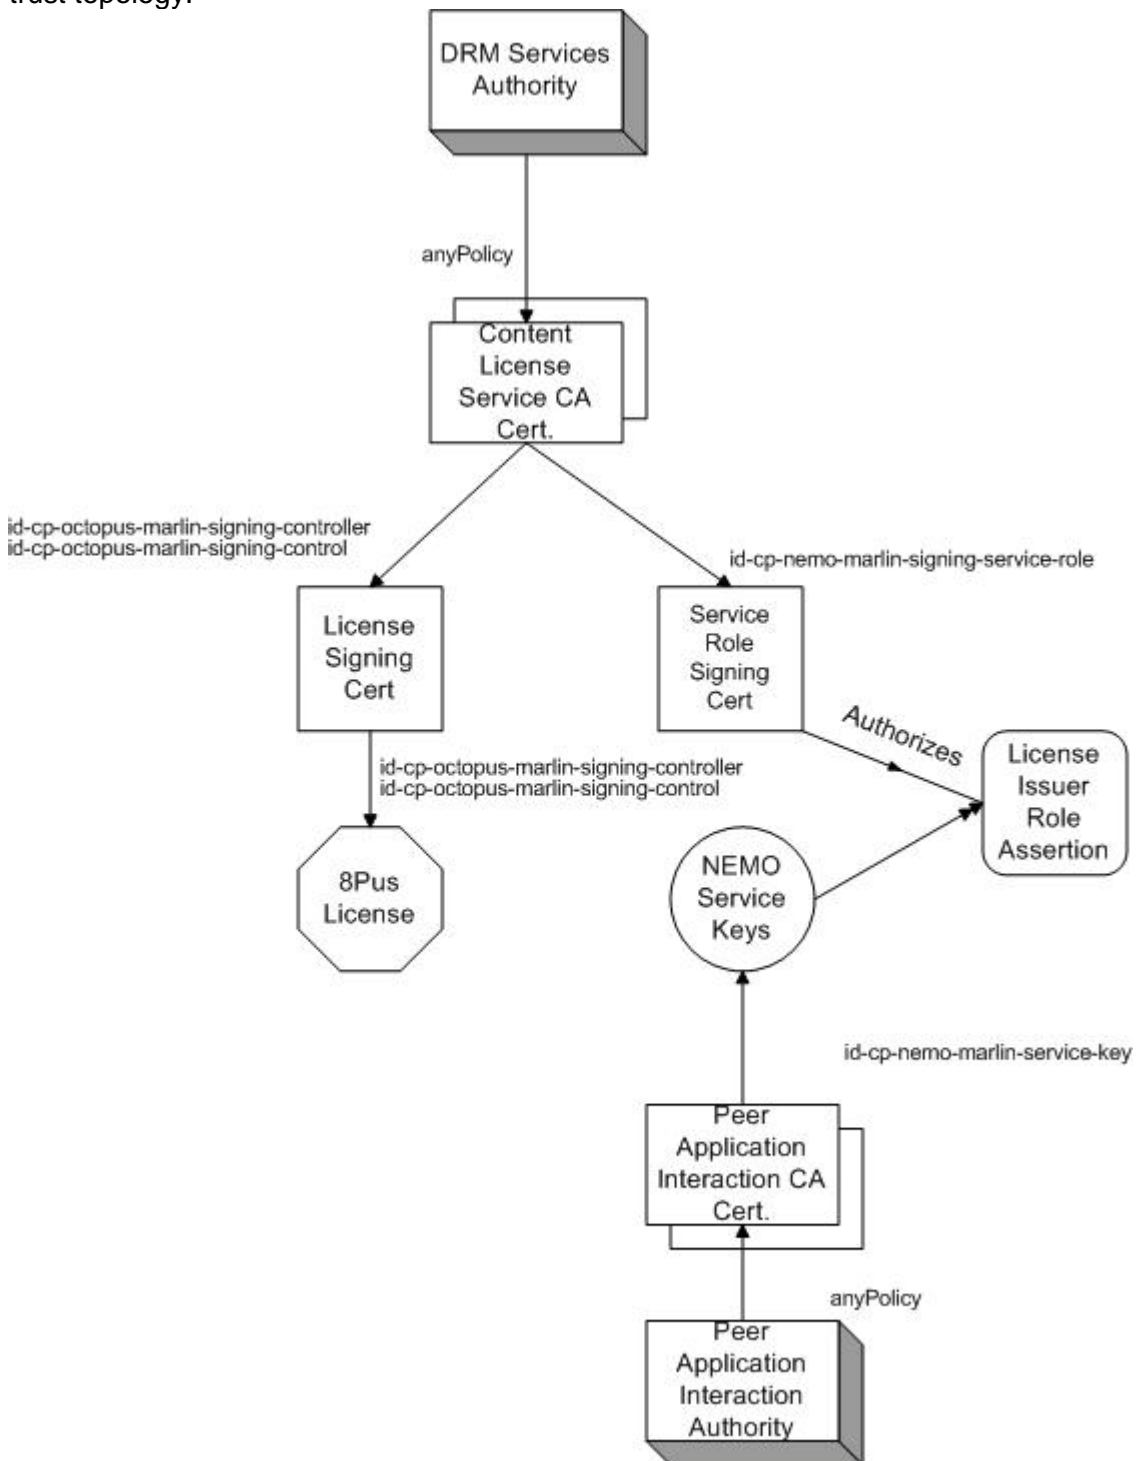 trust topology.
DRM Services
Authority
anyPolicy
Content
License
Service CA
Cert.
id-cp-octopus-marlin-signing-controller
id-cp-octopus-marlin-signing-control
id-cp-nemo-marlin-signing-service-role
License
Signing
Cert
Service
Role
Signing
Cert
Authorizes
License
Issuer
Role
Assertion
id-cp-octopus-marlin-signing-controller
id-cp-octopus-marlin-signing-control
8Pus
License
NEMO
Service
Keys
id-cp-nemo-marlin-service-key
Peer
Application
Interaction CA
Cert.
anyPolicy
Peer
Application
Interaction
Authority